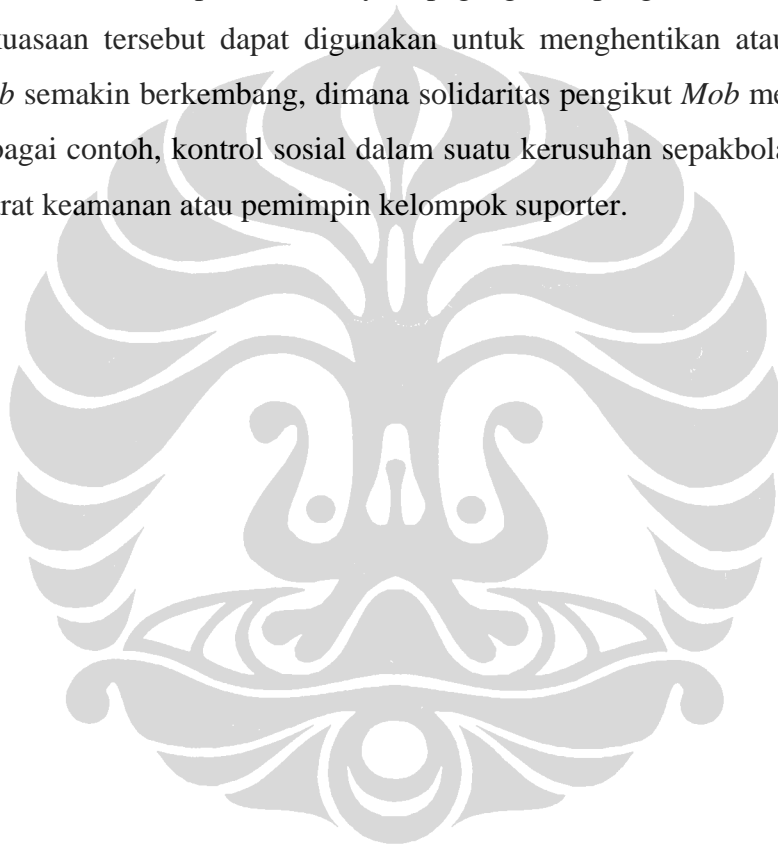 kuasaan tersebut dapat digunakan untuk menghentikan atau
b semakin berkembang, dimana solidaritas pengikut Mob me
bagai contoh, kontrol sosial dalam suatu kerusuhan sepakbola
rat keamanan atau pemimpin kelompok suporter.